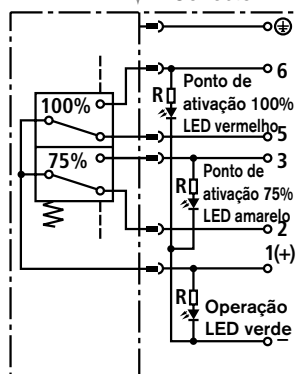 6
Ponto de
ativação 100%
LED vermelho
R
100%
5
75%
3
Ponto de
ativação 75%
LED amarelo
R
2
1(+)
R
Operação
LED verde
–